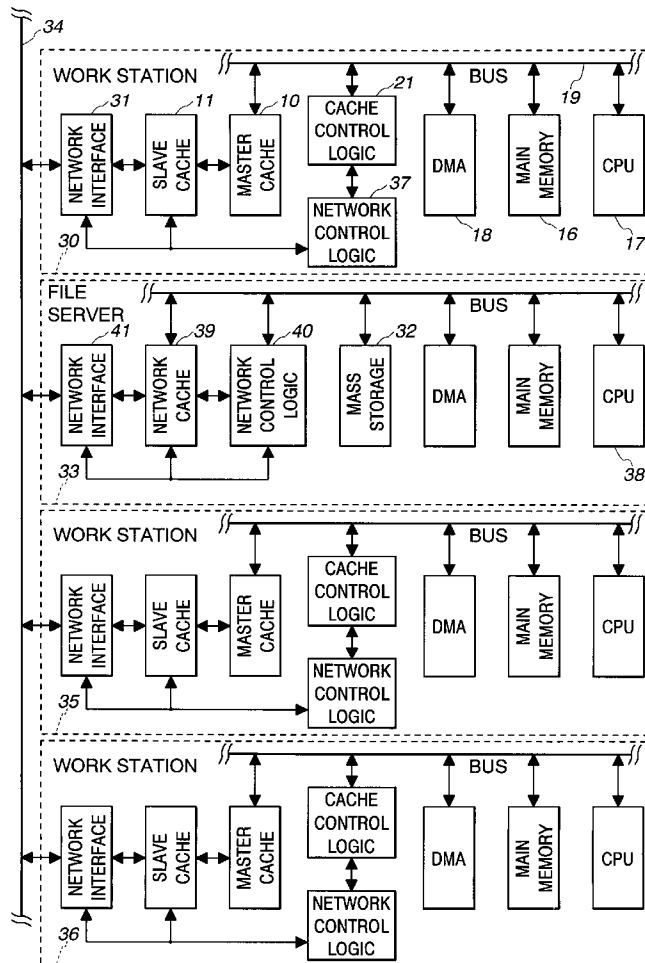 34
WORK STATION
BUS
19
31
11
10
21
NETWORK
INTERFACE
SLAVE
CACHE
MASTER
CACHE
CACHE
CONTROL
LOGIC
37
NETWORK
CONTROL
LOGIC
DMA
18
MAIN
MEMORY
16
CPU
17
30
FILE
SERVER
BUS
41
39
40
32
NETWORK
INTERFACE
NETWORK
CACHE
NETWORK
CONTROL
LOGIC
MASS
STORAGE
DMA
MAIN
MEMORY
CPU
38
33
WORK STATION
BUS
NETWORK
INTERFACE
SLAVE
CACHE
MASTER
CACHE
CACHE
CONTROL
LOGIC
NETWORK
CONTROL
LOGIC
DMA
MAIN
MEMORY
CPU
35
WORK STATION
BUS
NETWORK
INTERFACE
SLAVE
CACHE
MASTER
CACHE
CACHE
CONTROL
LOGIC
NETWORK
CONTROL
LOGIC
DMA
MAIN
MEMORY
CPU
36